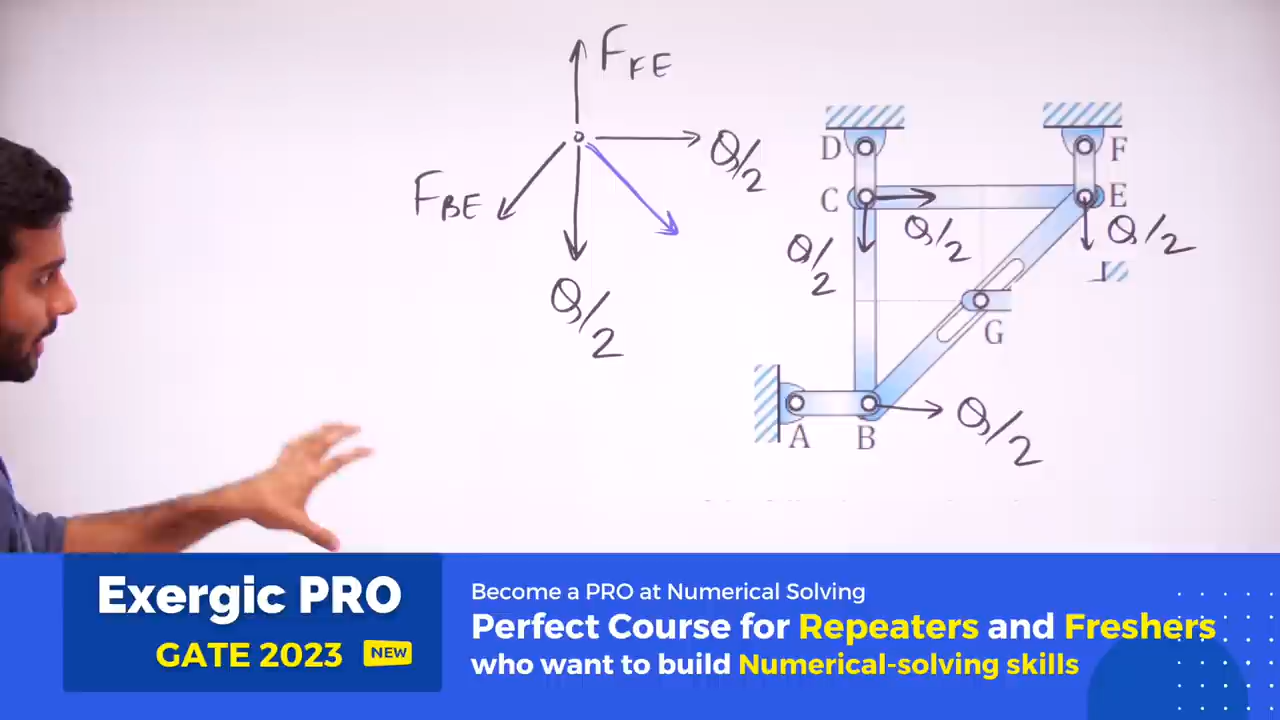 F_FE
Q/2
F_BE
Q/2
D
F
C
E
Q/2
Q/2
Q/2
G
A
B
Q/2
Exergic PRO
GATE 2023 NEW
Become a PRO at Numerical Solving
Perfect Course for Repeaters and Freshers
who want to build Numerical-solving skills